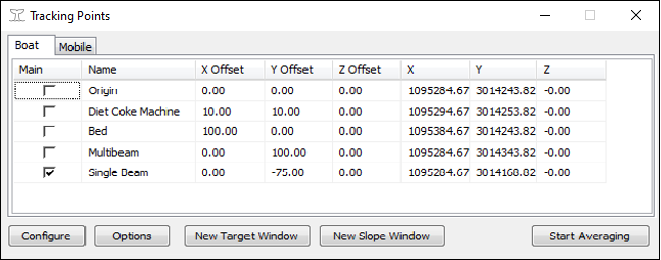 Tracking Points
Boat Mobile
Main Name X Offset Y Offset Z Offset X Y Z
Origin 0.00 0.00 0.00 1095284.67 3014243.82 -0.00
Diet Coke Machine 10.00 10.00 0.00 1095294.67 3014253.82 -0.00
Bed 100.00 0.00 0.00 1095384.67 3014243.82 -0.00
Multibeam 0.00 100.00 0.00 1095284.67 3014343.82 -0.00
Single Beam 0.00 -75.00 0.00 1095284.67 3014168.82 -0.00
Configure Options New Target Window New Slope Window Start Averaging